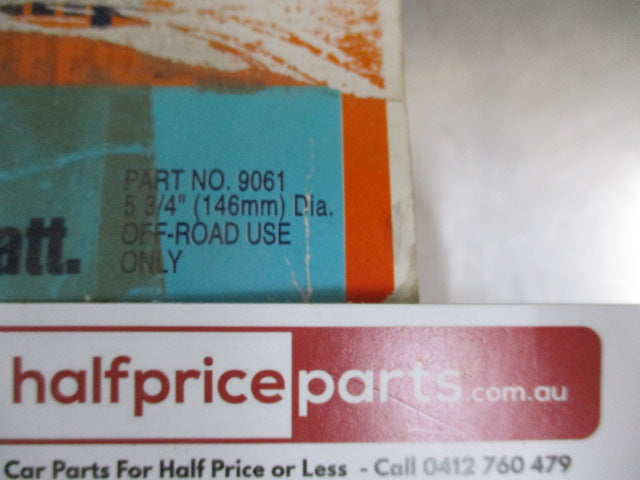 PART NO. 9061
5 3/4" (146mm) Dia.
OFF-ROAD USE
ONLY
att.
halfpriceparts.com.au
Car Parts For Half Price or Less - Call 0412 760 479